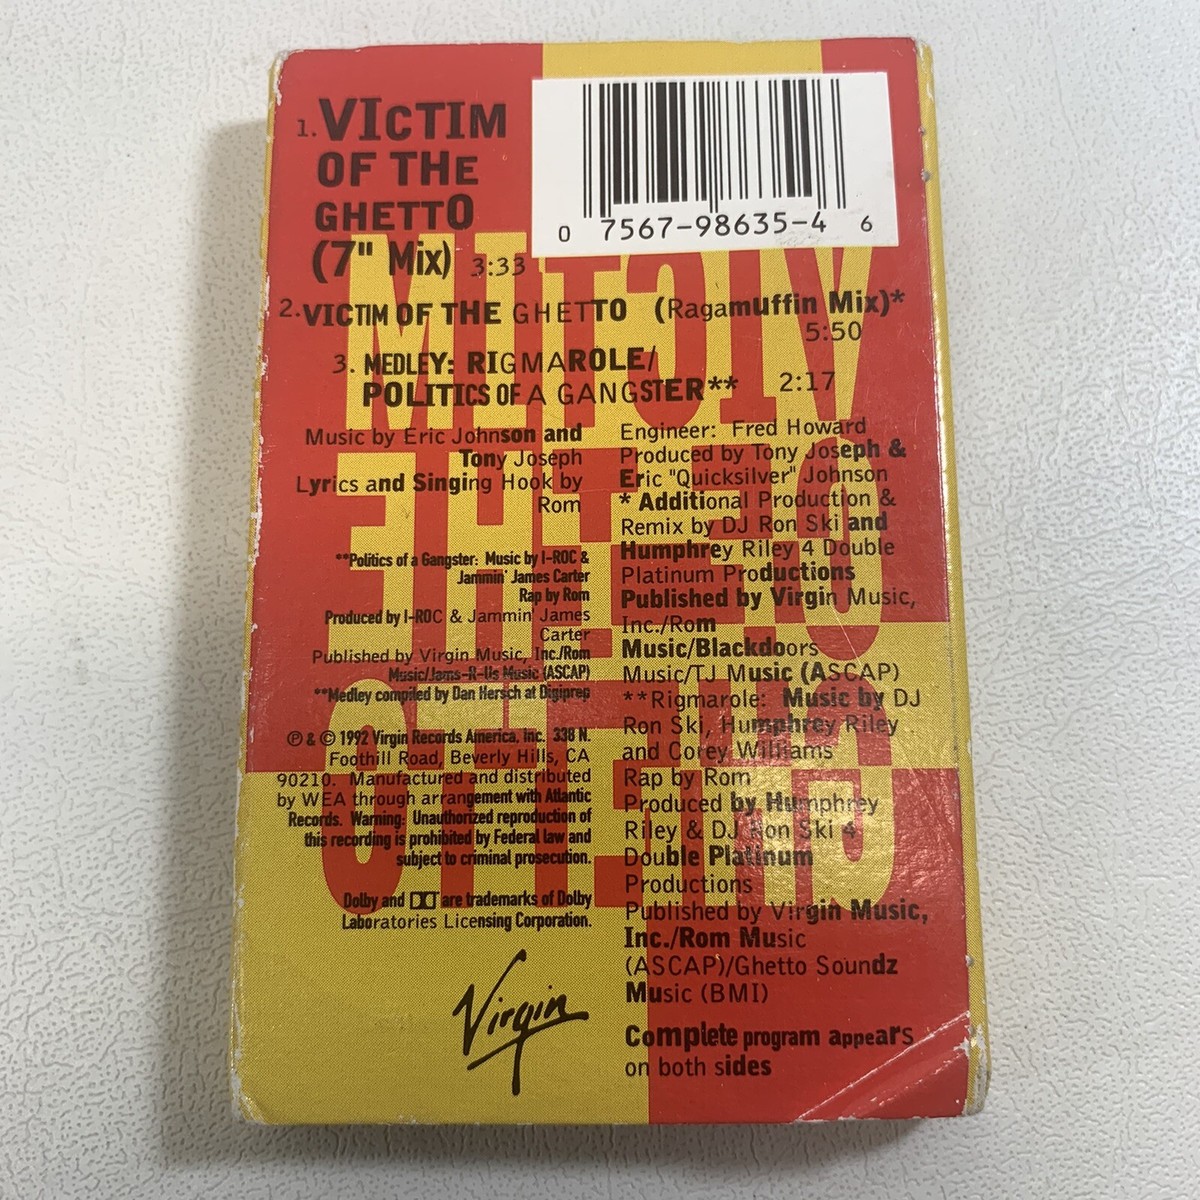 1. VICTIM
OF THE
GHETTO
(7" Mix) 3:33
0 7567-98635-4 6
2. VICTIM OF THE GHETTO (Ragamuffin Mix)*
5:50
3. MEDLEY: RIGMAROLE/
POLITICS OF A GANGSTER** 2:17
Music by Eric Johnson and
Tony Joseph
Lyrics and Singing Hook by
Rom
**Politics of a Gangster: Music by I-ROC &
Jammin' James Carter
Rap by Rom
Produced by I-ROC & Jammin' James
Carter
Published by Virgin Music, Inc./Rom
Music/Jams-R-Us Music (ASCAP)
**Medley compiled by Dan Hersch at Digiprep
℗ & © 1992 Virgin Records America, Inc. 338 N.
Foothill Road, Beverly Hills, CA
90210. Manufactured and distributed
by WEA through arrangement with Atlantic
Records. Warning: Unauthorized reproduction of
this recording is prohibited by Federal law and
subject to criminal prosecution.
Dolby and are trademarks of Dolby
Laboratories Licensing Corporation.
Virgin
Engineer: Fred Howard
Produced by Tony Joseph &
Eric "Quicksilver" Johnson
* Additional Production &
Remix by DJ Ron Ski and
Humphrey Riley 4 Double
Platinum Productions
Published by Virgin Music,
Inc./Rom
Music/Blackdoors
Music/TJ Music (ASCAP)
**Rigmarole: Music by DJ
Ron Ski, Humphrey Riley
and Corey Williams
Rap by Rom
Produced by Humphrey
Riley & DJ Ron Ski 4
Double Platinum
Productions
Published by Virgin Music,
Inc./Rom Music
(ASCAP)/Ghetto Soundz
Music (BMI)
Complete program appears
on both sides
VICTIM
OF THE
GHETTO